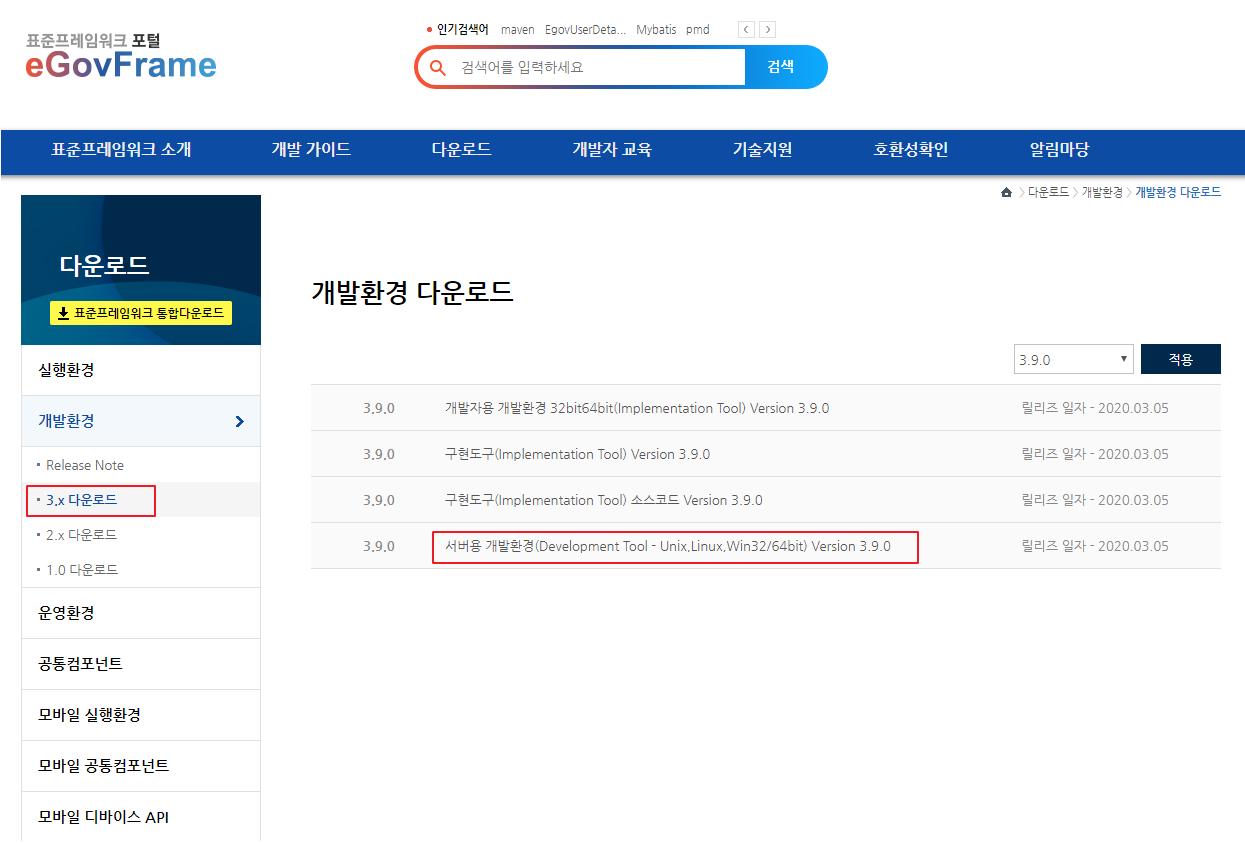 인기검색어 maven EgovUserDeta... Mybatis pmd
표준프레임워크 포털
eGovFrame
검색어를 입력하세요
검색
표준프레임워크 소개 개발 가이드 다운로드 개발자 교육 기술지원 호환성확인 알림마당
다운로드 > 개발환경 > 개발환경 다운로드
다운로드
표준프레임워크 통합다운로드
실행환경
개발환경
Release Note
3.x 다운로드
2.x 다운로드
1.0 다운로드
운영환경
공통컴포넌트
모바일 실행환경
모바일 공통컴포넌트
모바일 디바이스 API
개발환경 다운로드
3.9.0 적용
3.9.0 개발자용 개발환경 32bit64bit(Implementation Tool) Version 3.9.0 릴리즈 일자 - 2020.03.05
3.9.0 구현도구(Implementation Tool) Version 3.9.0 릴리즈 일자 - 2020.03.05
3.9.0 구현도구(Implementation Tool) 소스코드 Version 3.9.0 릴리즈 일자 - 2020.03.05
3.9.0 서버용 개발환경(Development Tool - Unix,Linux,Win32/64bit) Version 3.9.0 릴리즈 일자 - 2020.03.05